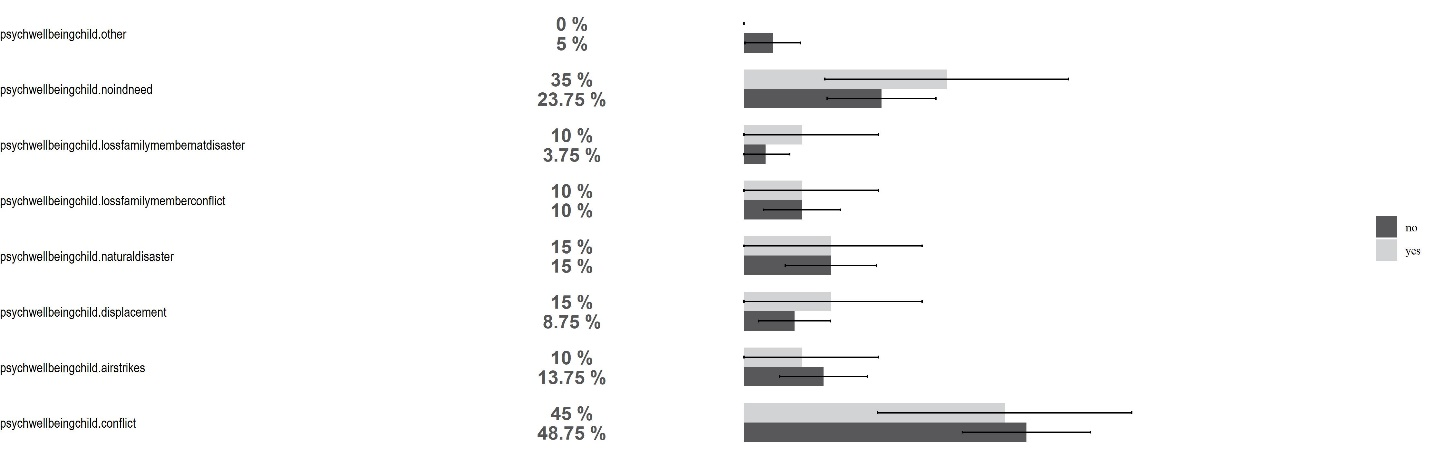 psychwellbeingchild.other
0 %
5 %
psychwellbeingchild.noindneed
35 %
23.75 %
psychwellbeingchild.lossfamilymembernatdisaster
10 %
3.75 %
psychwellbeingchild.lossfamilymemberconflict
10 %
10 %
psychwellbeingchild.naturaldisaster
15 %
15 %
psychwellbeingchild.displacement
15 %
8.75 %
psychwellbeingchild.airstrikes
10 %
13.75 %
psychwellbeingchild.conflict
45 %
48.75 %
no
yes